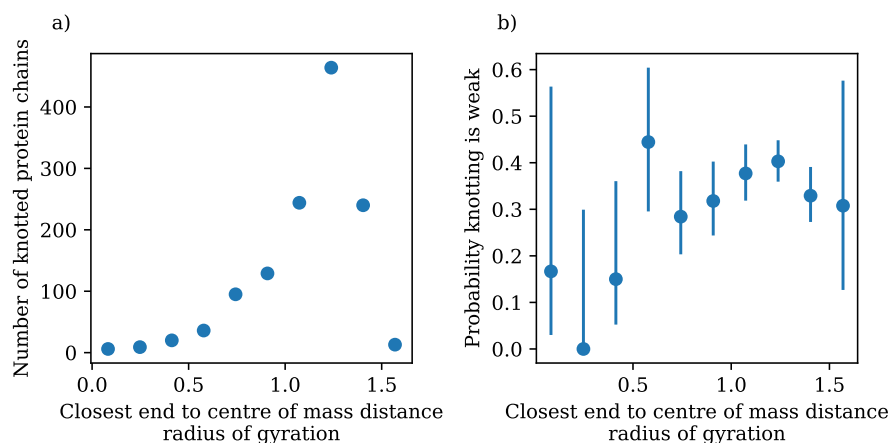 a)
Number of knotted protein chains
400
300
200
100
0
0.0
0.5
1.0
1.5
Closest end to centre of mass distance
radius of gyration
b)
Probability knotting is weak
0.6
0.5
0.4
0.3
0.2
0.1
0.0
0.5
1.0
1.5
Closest end to centre of mass distance
radius of gyration